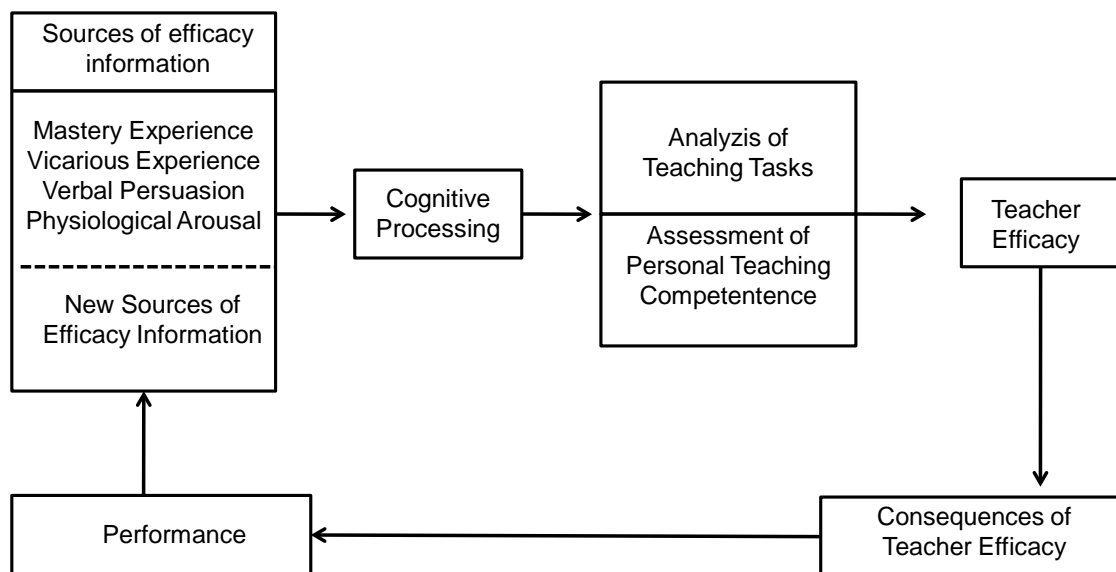 Sources of efficacy
information
Mastery Experience
Vicarious Experience
Verbal Persuasion
Physiological Arousal
New Sources of
Efficacy Information
Cognitive
Processing
Analyzis of
Teaching Tasks
Assessment of
Personal Teaching
Competentence
Teacher
Efficacy
Consequences of
Teacher Efficacy
Performance